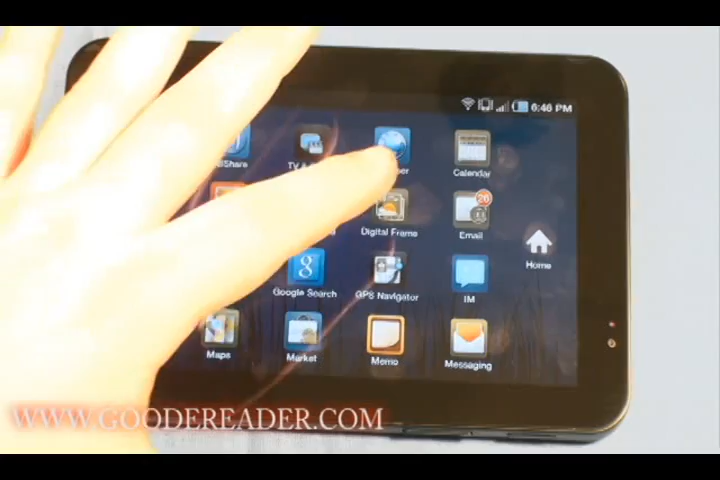 6:46 PM
Calendar
Digital Frame
Email
26
Home
Google Search
GPS Navigator
IM
Maps
Market
Memo
Messaging
WWW.GOODEREADER.COM